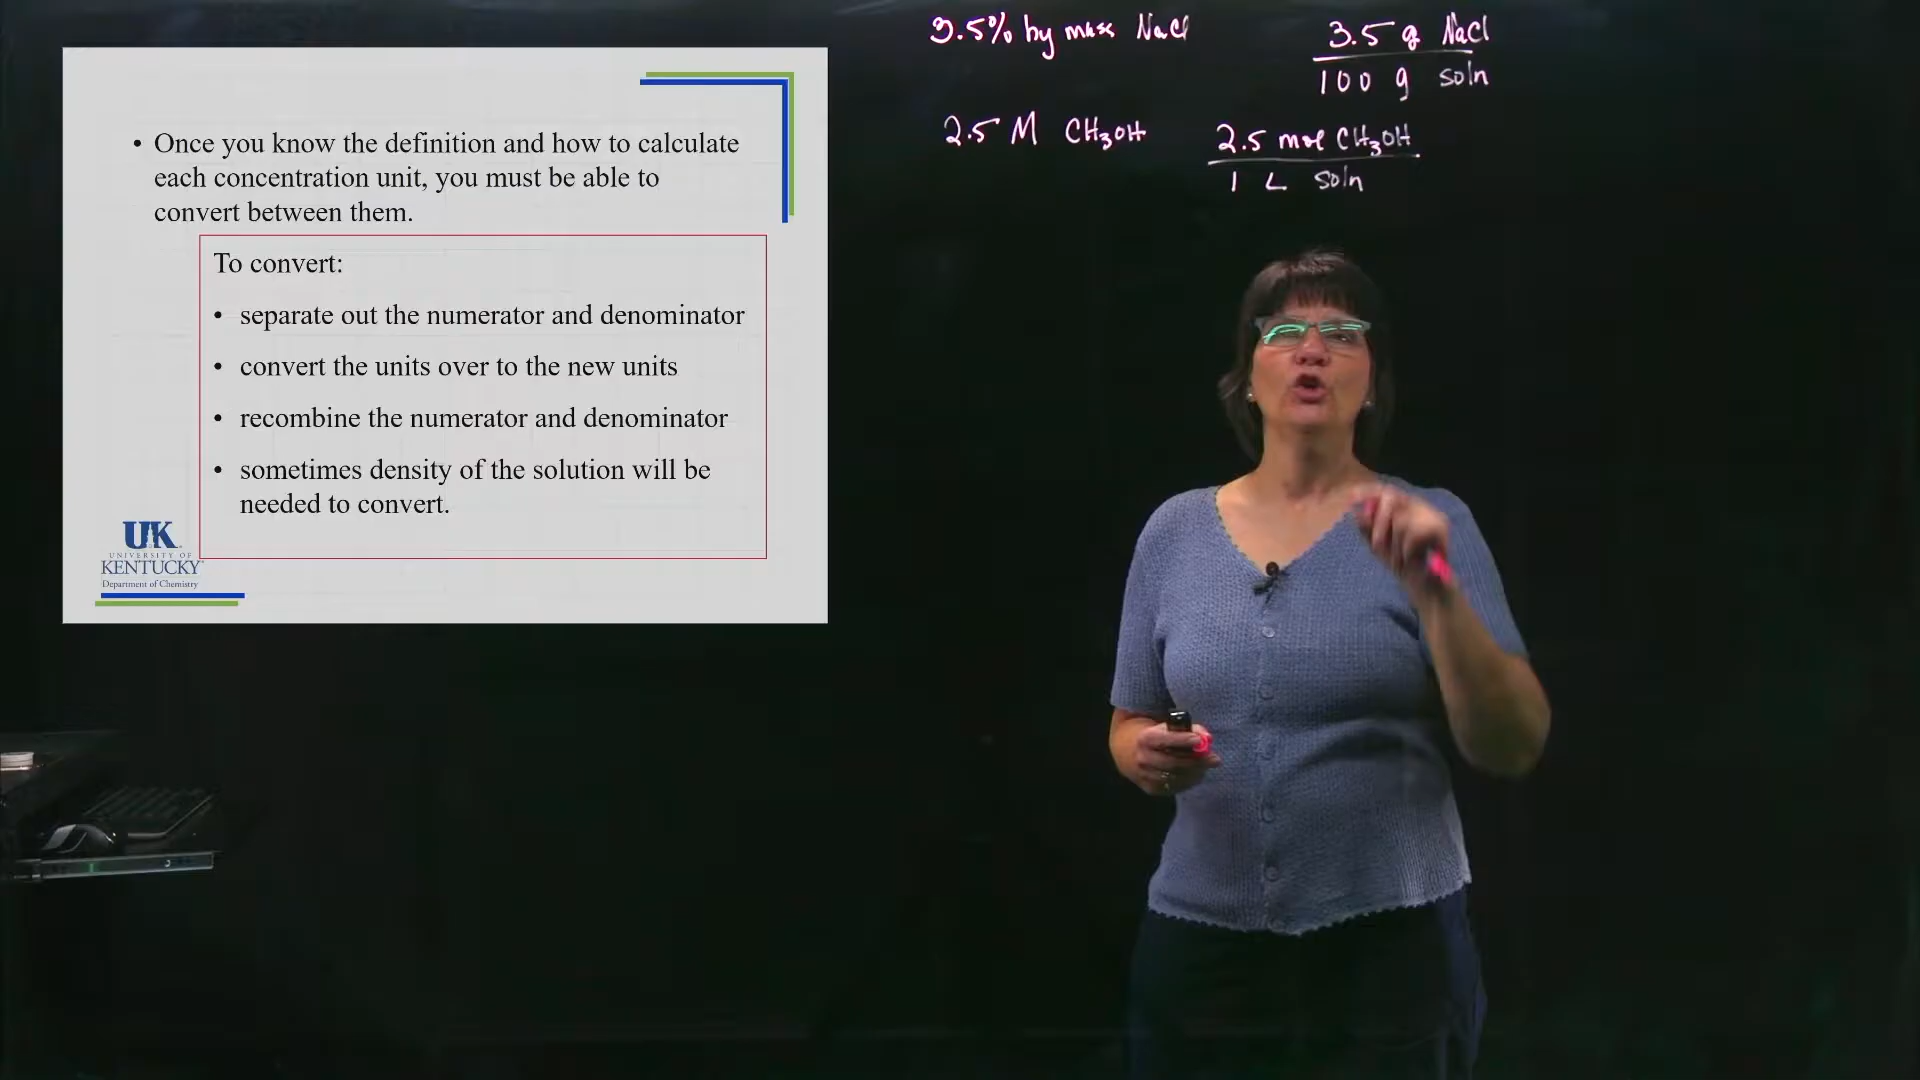 • Once you know the definition and how to calculate
each concentration unit, you must be able to
convert between them.
To convert:
• separate out the numerator and denominator
• convert the units over to the new units
• recombine the numerator and denominator
• sometimes density of the solution will be
needed to convert.
UK
UNIVERSITY OF
KENTUCKY
Department of Chemistry
3.5% by mass NaCl
3.5 g NaCl
100 g soln
2.5 M CH₃OH
2.5 mol CH₃OH
1 L soln